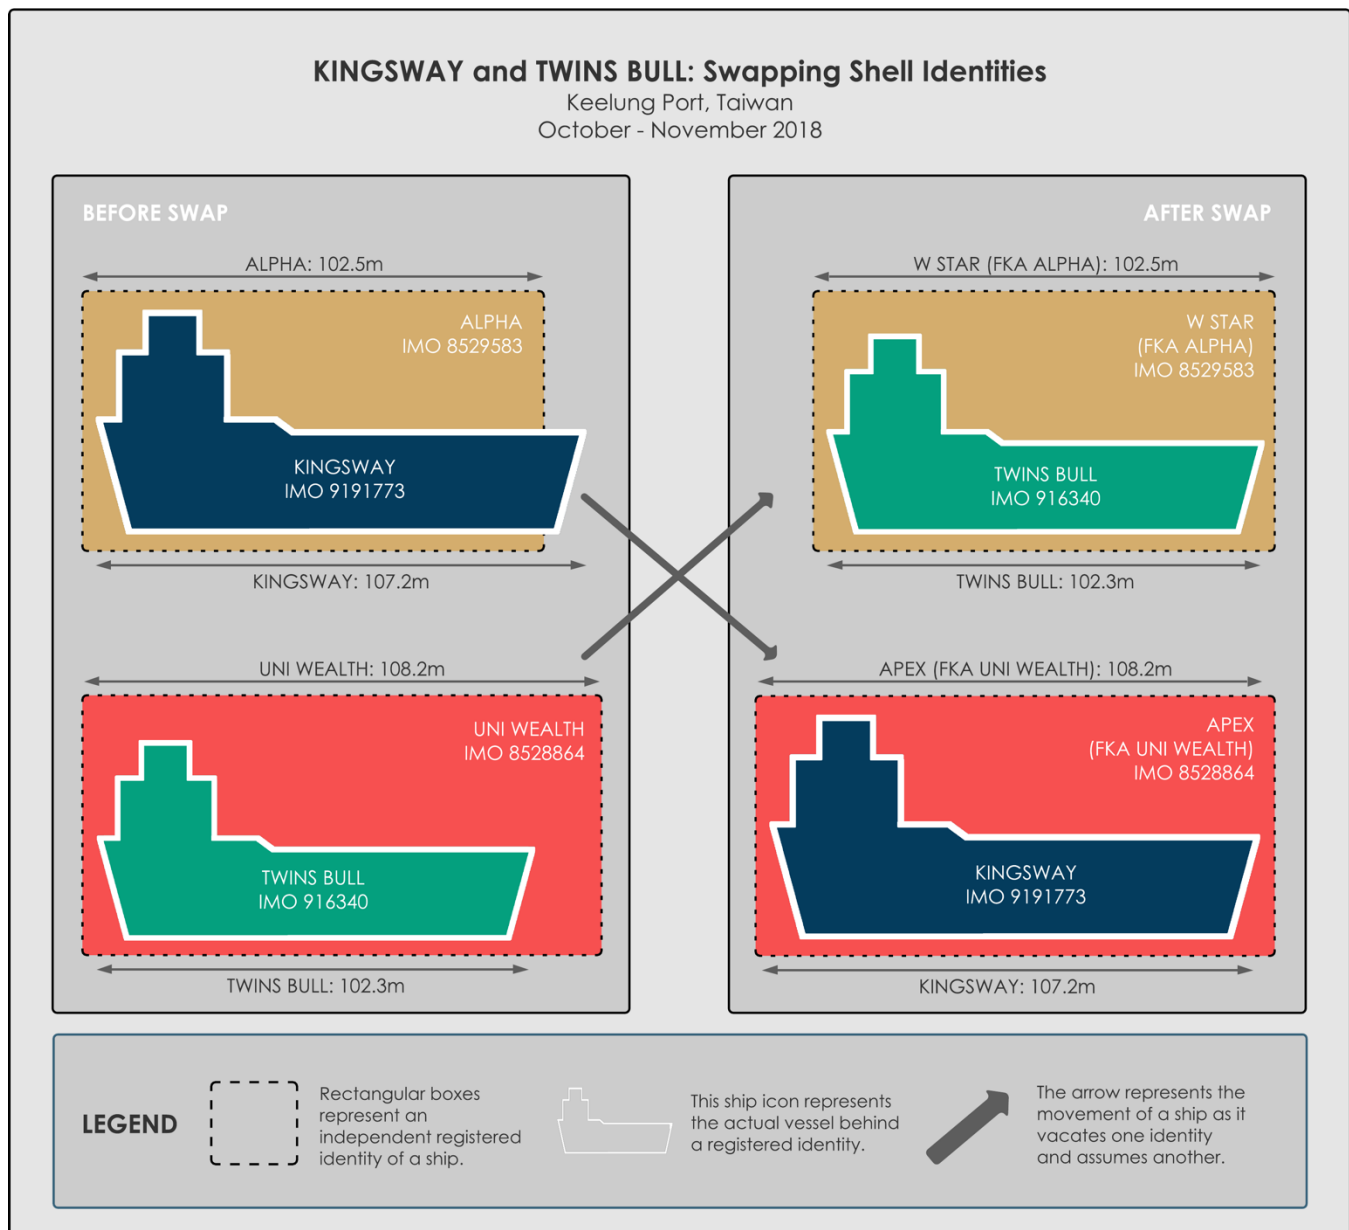 KINGSWAY and TWINS BULL: Swapping Shell Identities
Keelung Port, Taiwan
October - November 2018
BEFORE SWAP
ALPHA: 102.5m
ALPHA
IMO 8529583
KINGSWAY
IMO 9191773
KINGSWAY: 107.2m
UNI WEALTH: 108.2m
UNI WEALTH
IMO 8528864
TWINS BULL
IMO 916340
TWINS BULL: 102.3m
AFTER SWAP
W STAR (FKA ALPHA): 102.5m
W STAR
(FKA ALPHA)
IMO 8529583
TWINS BULL
IMO 916340
TWINS BULL: 102.3m
APEX (FKA UNI WEALTH): 108.2m
APEX
(FKA UNI WEALTH)
IMO 8528864
KINGSWAY
IMO 9191773
KINGSWAY: 107.2m
LEGEND
Rectangular boxes
represent an
independent registered
identity of a ship.
This ship icon represents
the actual vessel behind
a registered identity.
The arrow represents the
movement of a ship as it
vacates one identity
and assumes another.